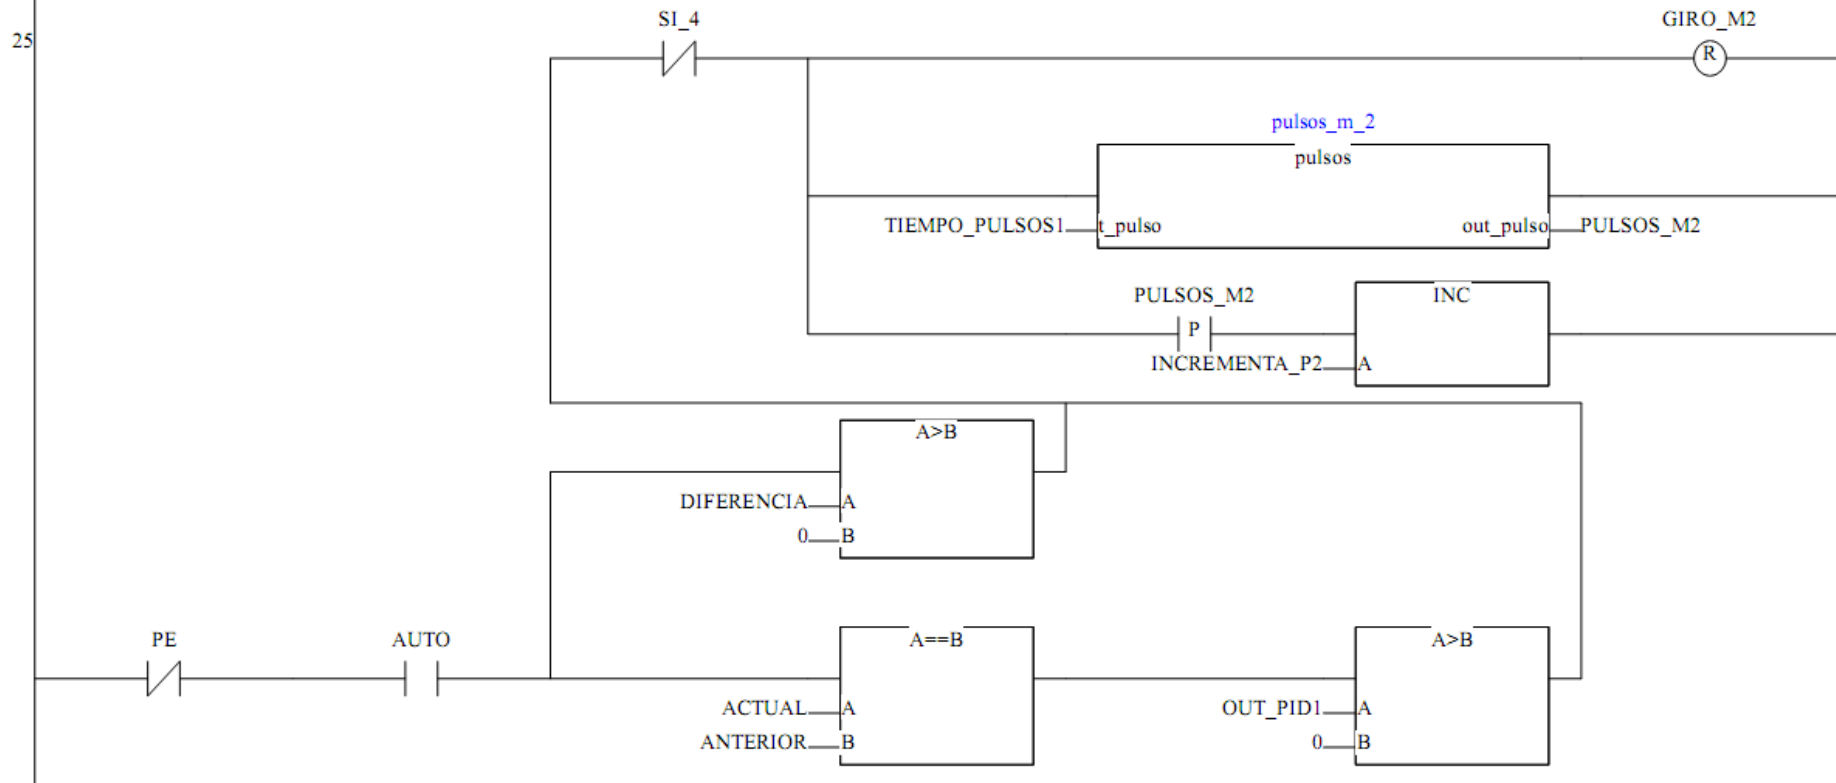 25
SI_4
GIRO_M2
R
pulsos_m_2
pulsos
TIEMPO_PULSOS1
t_pulso
out_pulso
PULSOS_M2
PULSOS_M2
P
INC
INCREMENTA_P2
A
A>B
DIFERENCIA
A
0
B
PE
AUTO
A==B
A>B
ACTUAL
A
OUT_PID1
A
ANTERIOR
B
0
B